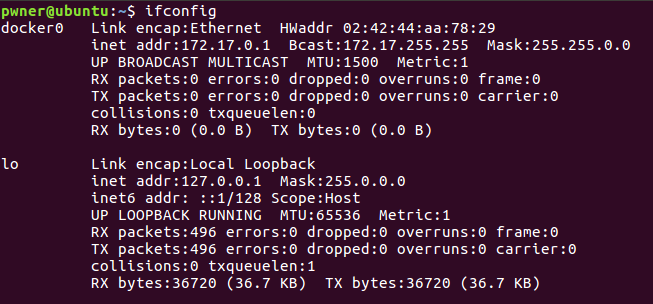 pwner@ubuntu:~$ ifconfig
docker0   Link encap:Ethernet  HWaddr 02:42:44:aa:78:29
          inet addr:172.17.0.1  Bcast:172.17.255.255  Mask:255.255.0.0
          UP BROADCAST MULTICAST  MTU:1500  Metric:1
          RX packets:0 errors:0 dropped:0 overruns:0 frame:0
          TX packets:0 errors:0 dropped:0 overruns:0 carrier:0
          collisions:0 txqueuelen:0
          RX bytes:0 (0.0 B)  TX bytes:0 (0.0 B)

lo        Link encap:Local Loopback
          inet addr:127.0.0.1  Mask:255.0.0.0
          inet6 addr: ::1/128 Scope:Host
          UP LOOPBACK RUNNING  MTU:65536  Metric:1
          RX packets:496 errors:0 dropped:0 overruns:0 frame:0
          TX packets:496 errors:0 dropped:0 overruns:0 carrier:0
          collisions:0 txqueuelen:1
          RX bytes:36720 (36.7 KB)  TX bytes:36720 (36.7 KB)